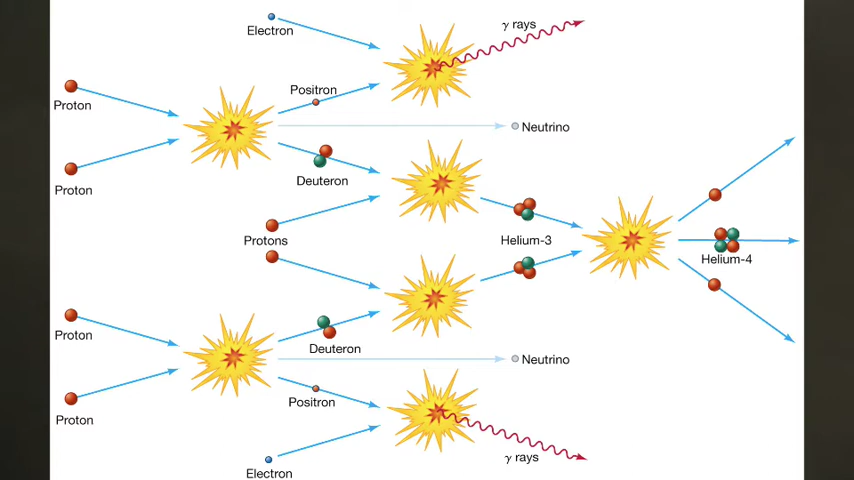 Electron
γ rays
Positron
Proton
Neutrino
Proton
Deuteron
Protons
Helium-3
Helium-4
Proton
Deuteron
Neutrino
Positron
Proton
γ rays
Electron